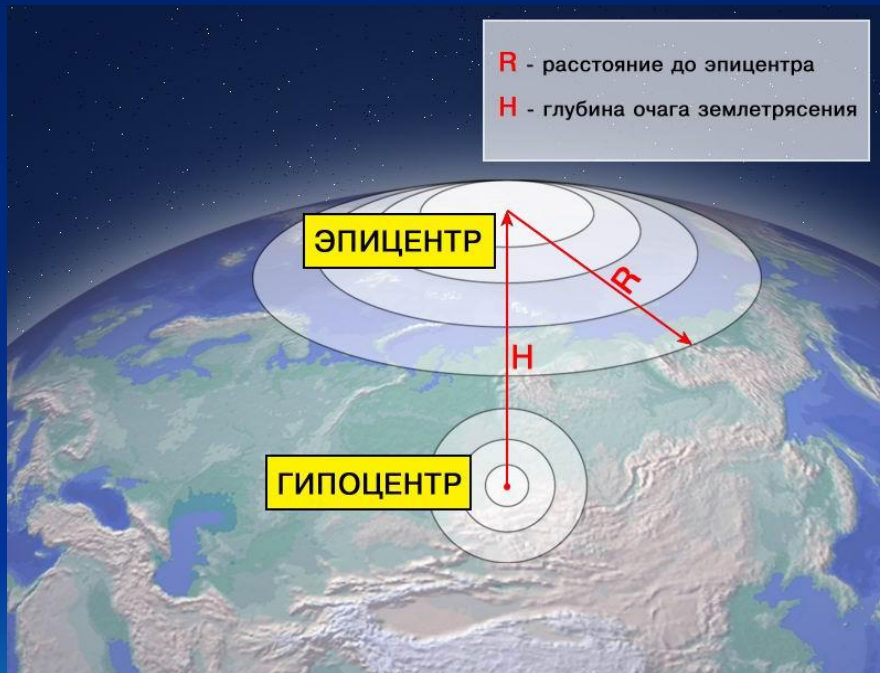 R - расстояние до эпицентра
H - глубина очага землетрясения
ЭПИЦЕНТР
R
H
ГИПОЦЕНТР